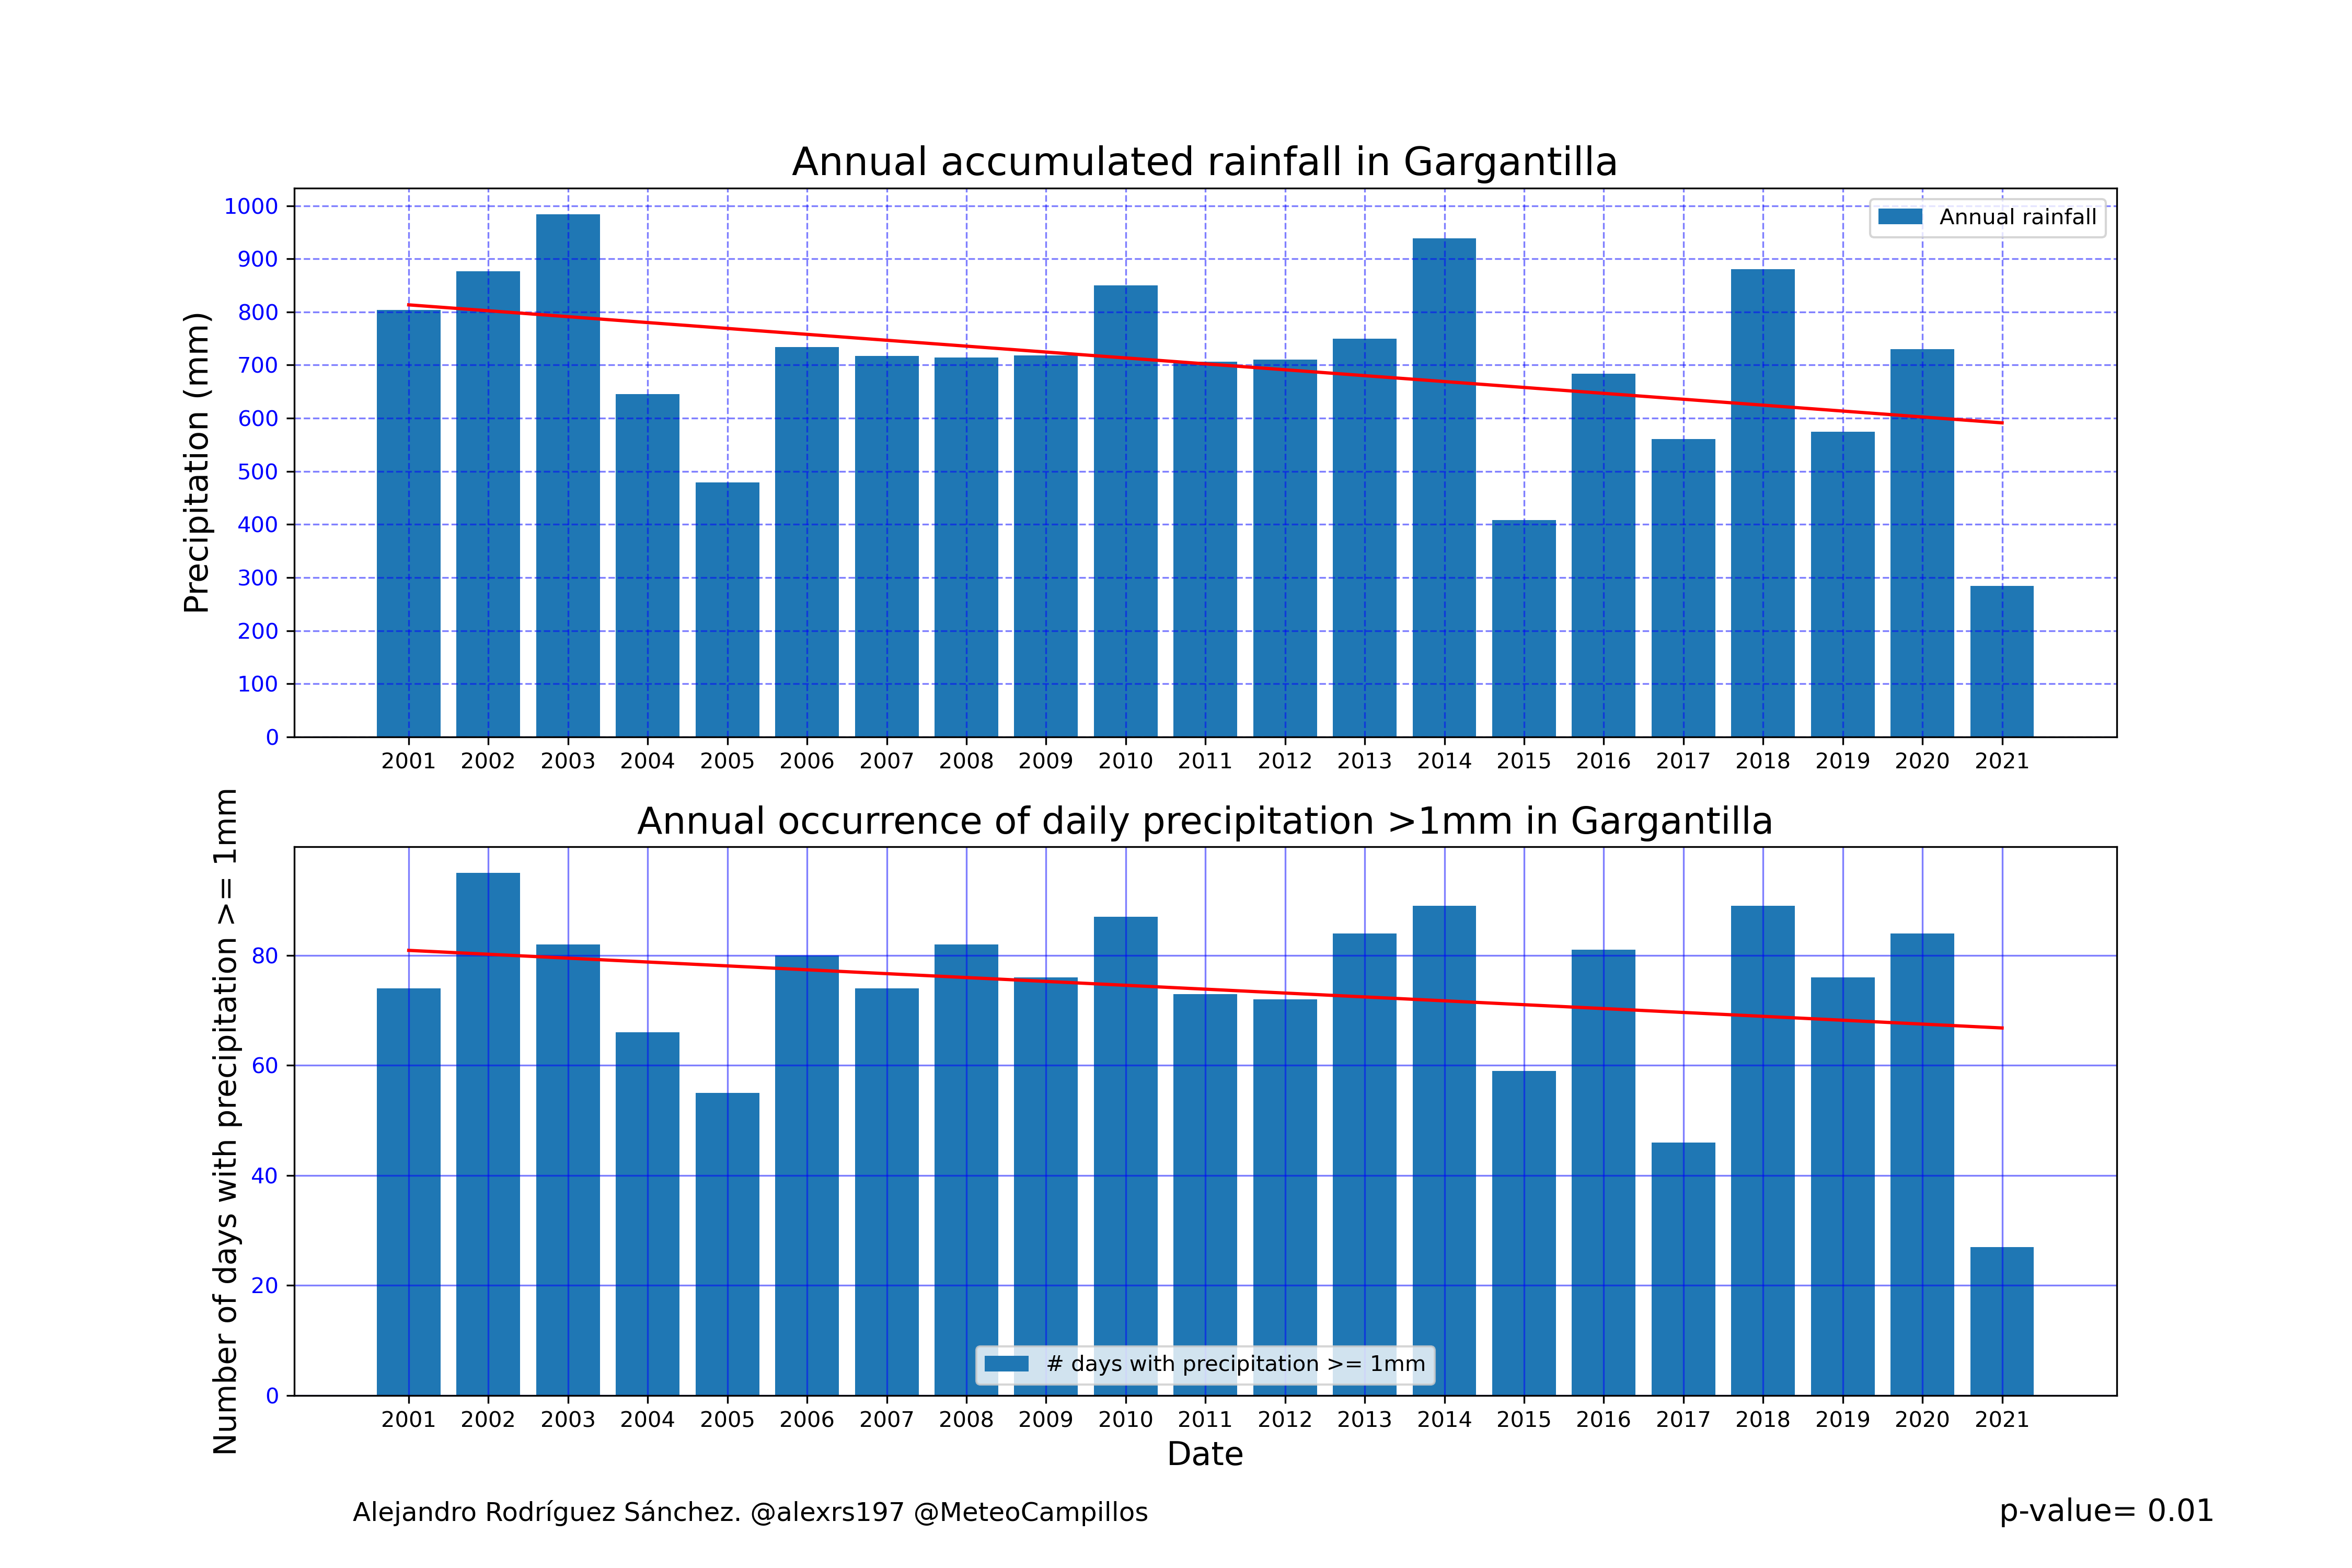 Annual accumulated rainfall in Gargantilla
Precipitation (mm)
1000
900
800
700
600
500
400
300
200
100
0
Annual rainfall
2001 2002 2003 2004 2005 2006 2007 2008 2009 2010 2011 2012 2013 2014 2015 2016 2017 2018 2019 2020 2021
Annual occurrence of daily precipitation >1mm in Gargantilla
Number of days with precipitation >= 1mm
80
60
40
20
0
# days with precipitation >= 1mm
2001 2002 2003 2004 2005 2006 2007 2008 2009 2010 2011 2012 2013 2014 2015 2016 2017 2018 2019 2020 2021
Date
Alejandro Rodríguez Sánchez. @alexrs197 @MeteoCampillos
p-value= 0.01